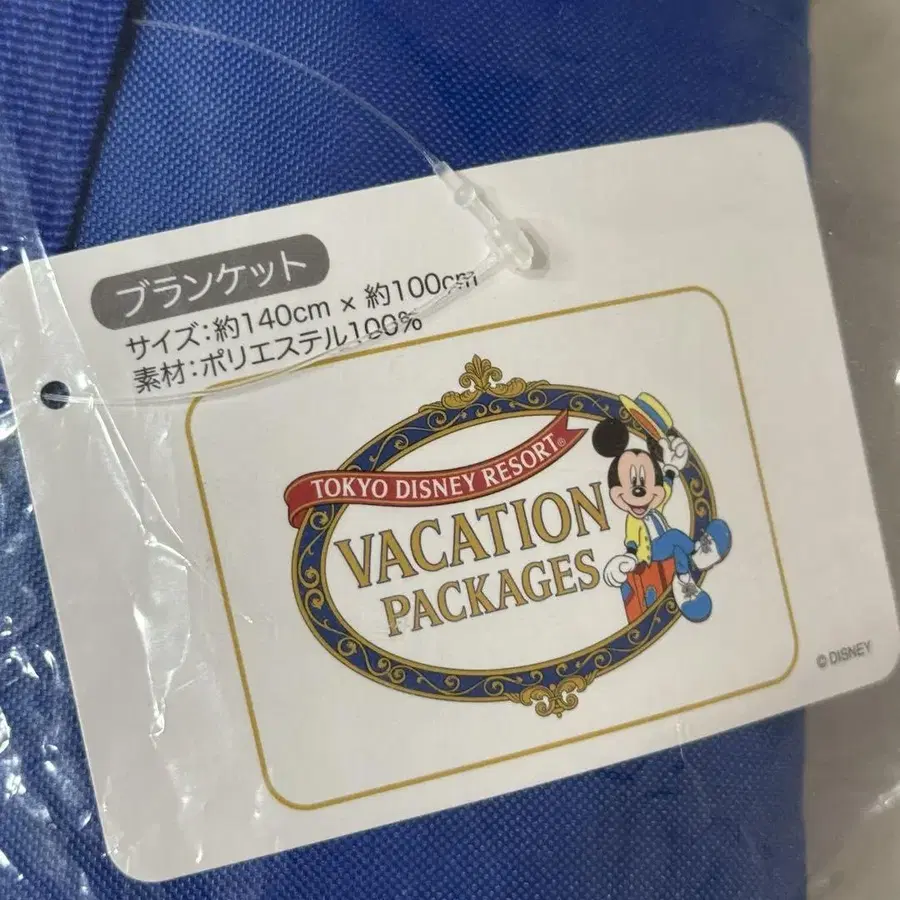 ブランケット
サイズ:約140cm × 約100cm
素材:ポリエステル100%
TOKYO DISNEY RESORT®
VACATION
PACKAGES
© DISNEY